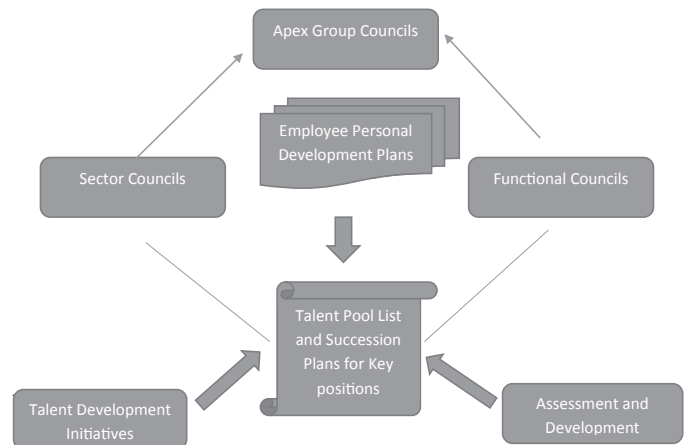 Apex Group Councils
Employee Personal
Development Plans
Sector Councils
Functional Councils
Talent Pool List
and Succession
Plans for Key
positions
Talent Development
Initiatives
Assessment and
Development